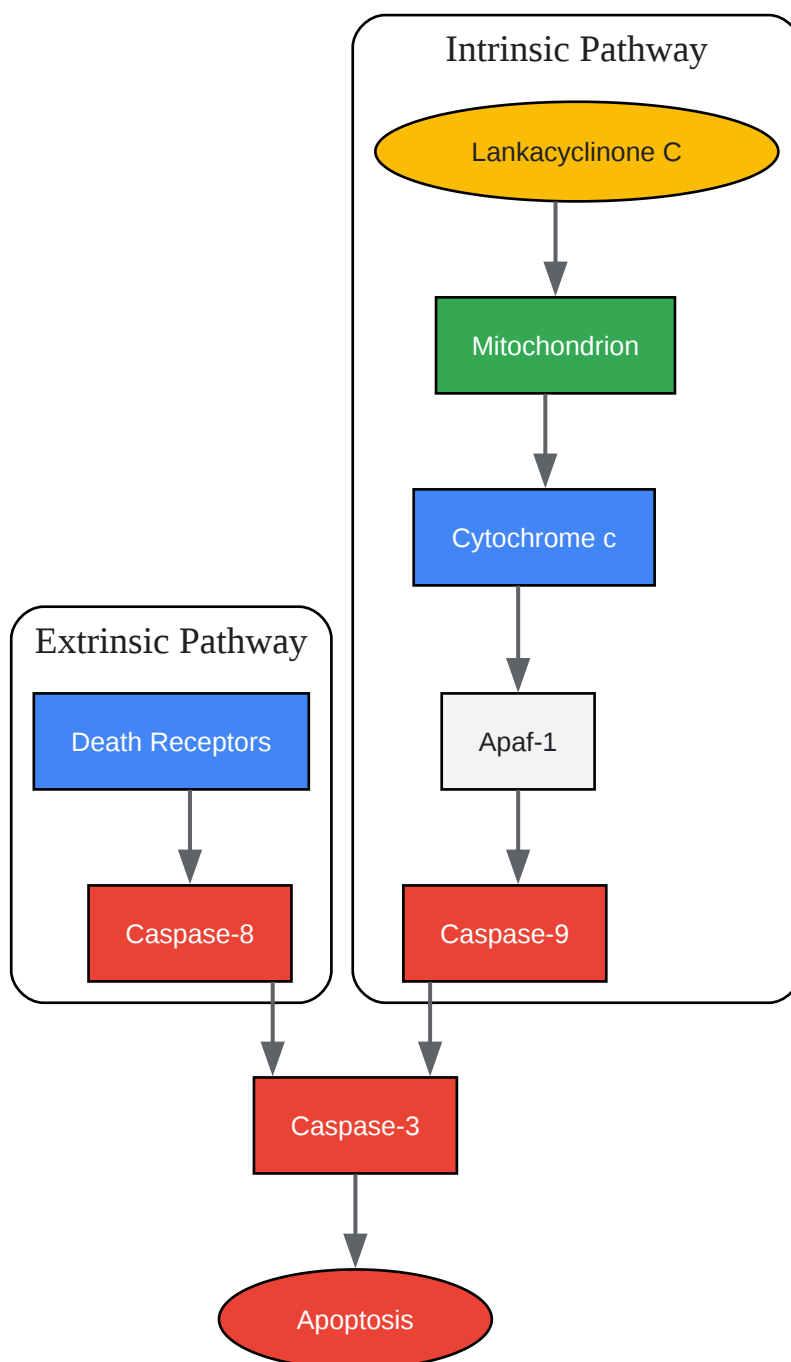 Intrinsic Pathway
Lankacyclinone C
Mitochondrion
Cytochrome c
Extrinsic Pathway
Death Receptors
Apaf-1
Caspase-8
Caspase-9
Caspase-3
Apoptosis